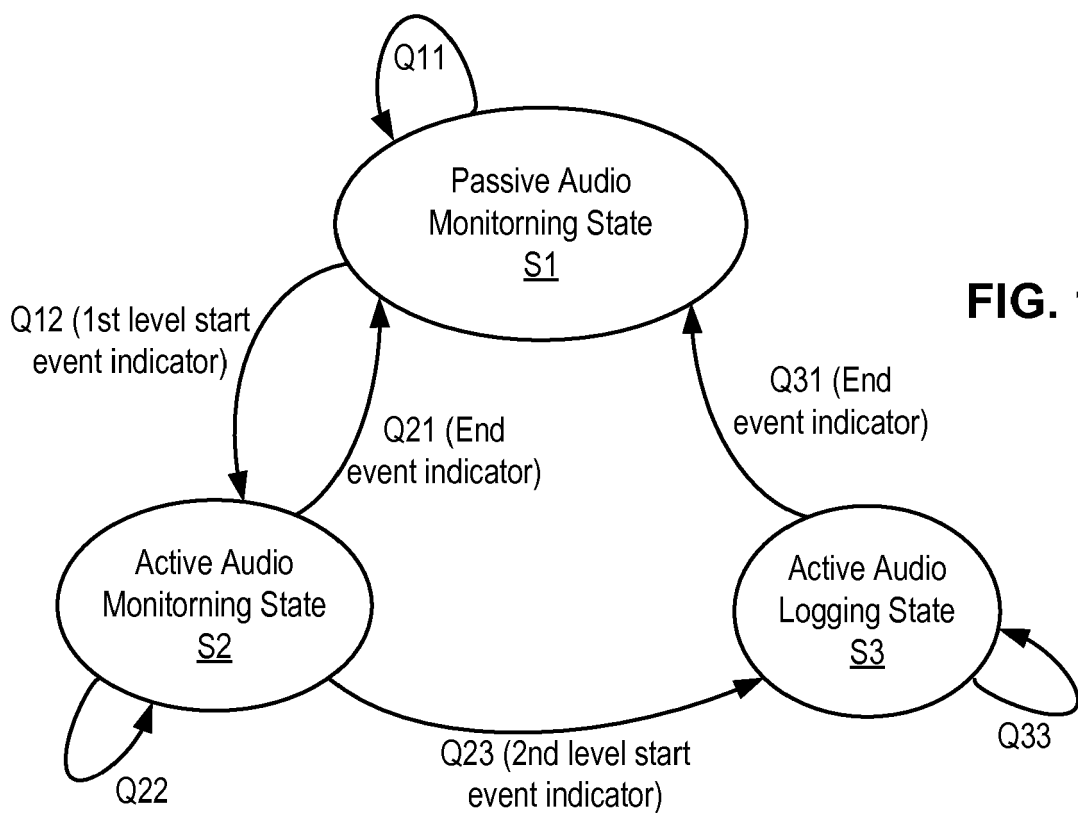 Q11
Passive Audio
Monitorning State
S1
FIG.
Q12 (1st level start
event indicator)
Q21 (End
event indicator)
Q31 (End
event indicator)
Active Audio
Monitorning State
S2
Active Audio
Logging State
S3
Q22
Q23 (2nd level start
event indicator)
Q33